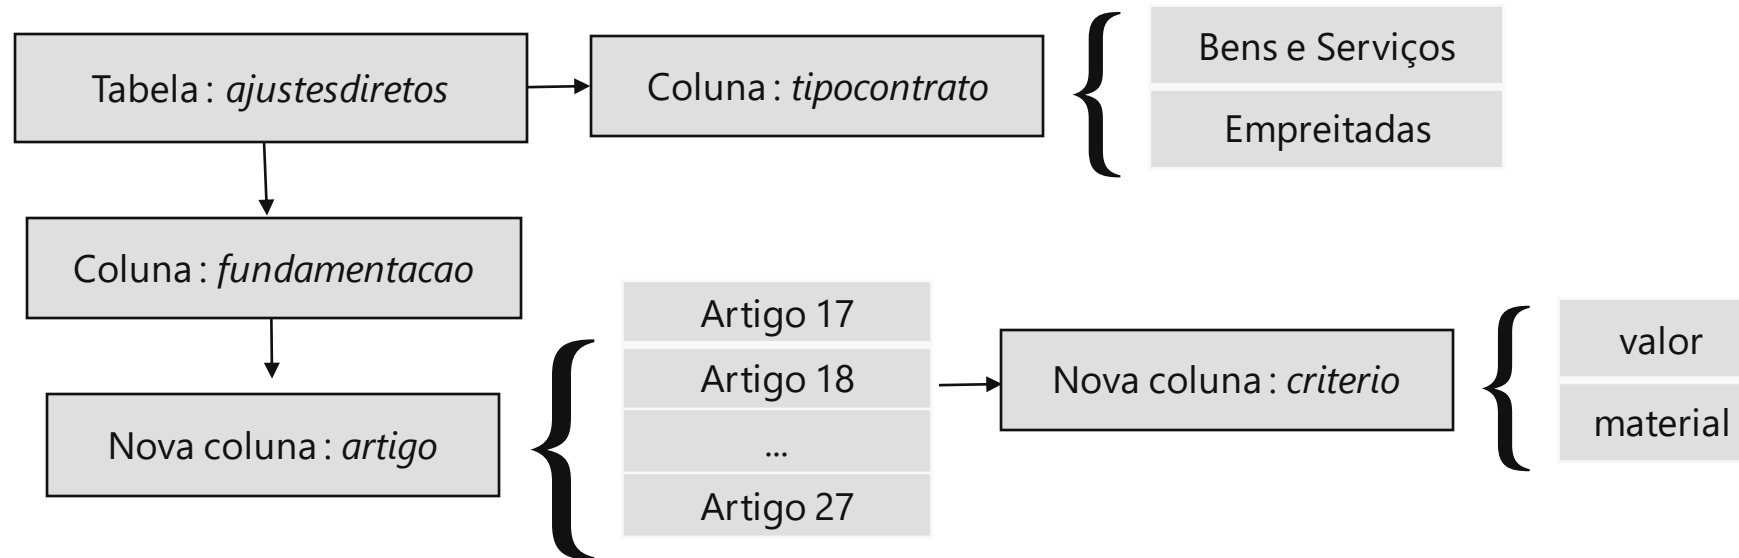 Tabela : ajustesdiretos
Coluna : tipocontrato
Bens e Serviços
Empreitadas
Coluna : fundamentacao
Nova coluna : artigo
Artigo 17
Artigo 18
...
Artigo 27
Nova coluna : criterio
valor
material